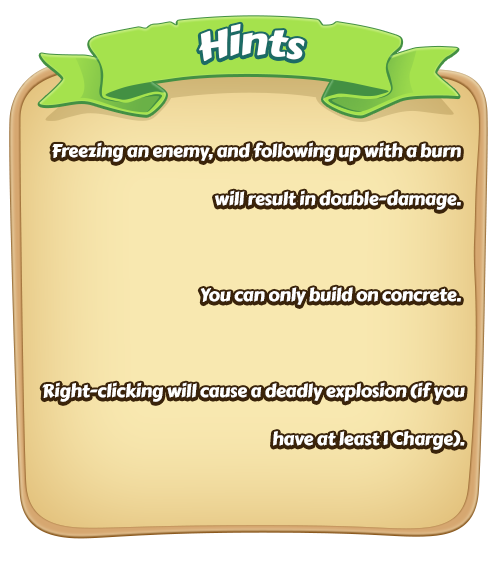 Hints
Freezing an enemy, and following up with a burn
will result in double-damage.
You can only build on concrete.
Right-clicking will cause a deadly explosion (if you
have at least 1 Charge).